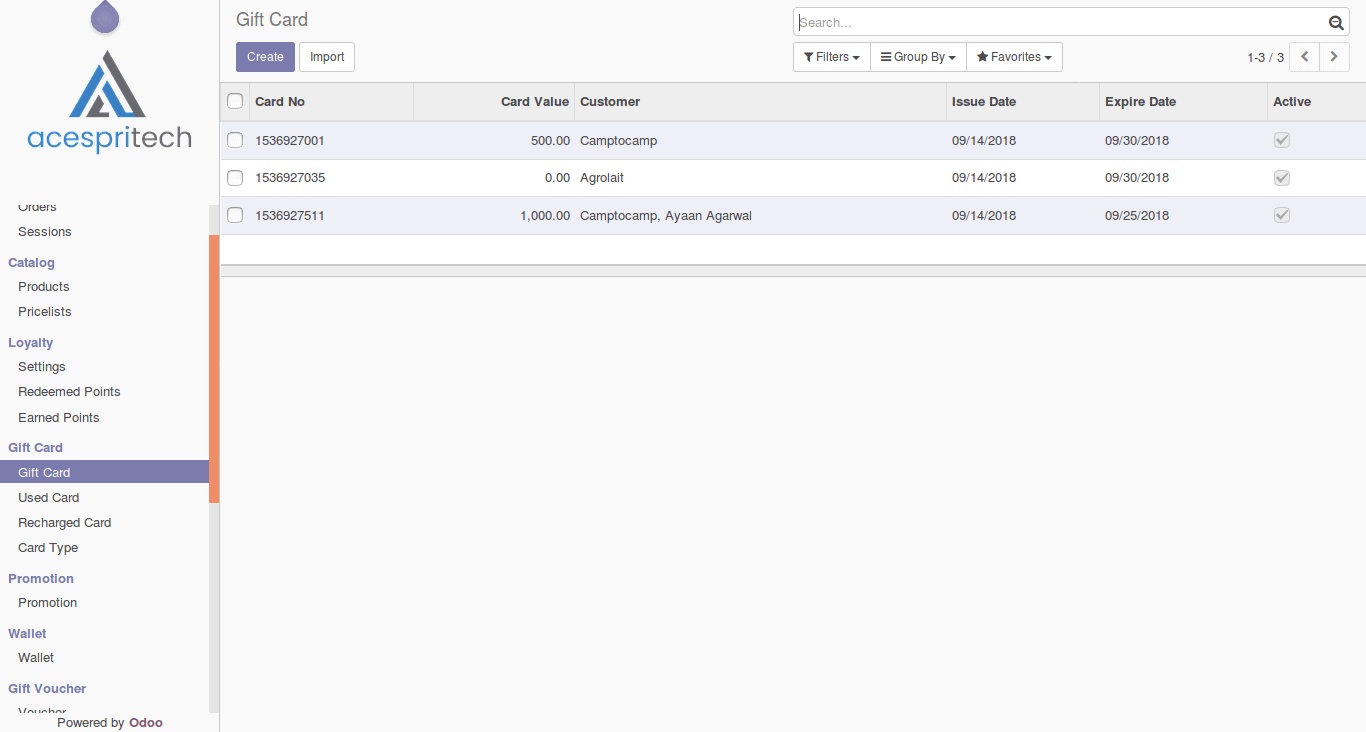 acespritech
Orders
Sessions
Catalog
Products
Pricelists
Loyalty
Settings
Redeemed Points
Earned Points
Gift Card
Gift Card
Used Card
Recharged Card
Card Type
Promotion
Promotion
Wallet
Wallet
Gift Voucher
Voucher
Powered by Odoo
Gift Card
Search...
Create Import
Filters Group By Favorites 1-3 / 3
Card No Card Value Customer Issue Date Expire Date Active
1536927001 500.00 Camptocamp 09/14/2018 09/30/2018
1536927035 0.00 Agrolait 09/14/2018 09/30/2018
1536927511 1,000.00 Camptocamp, Ayaan Agarwal 09/14/2018 09/25/2018